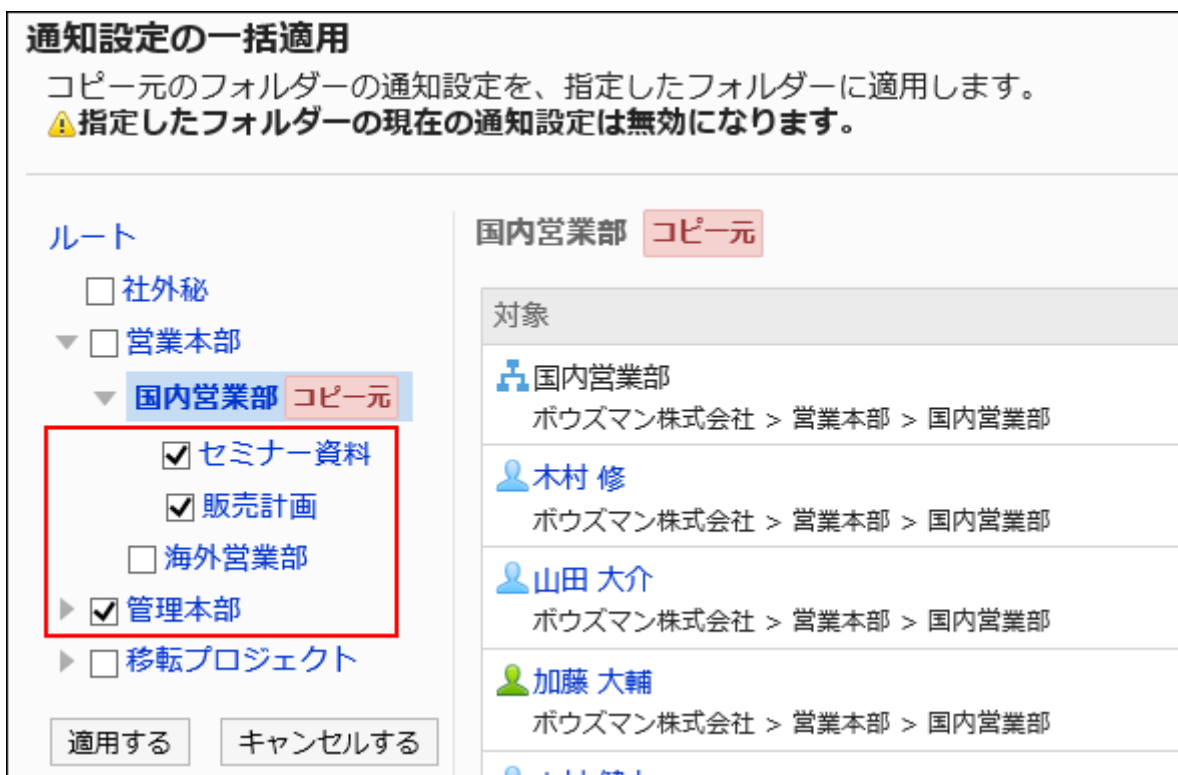 通知設定の一括適用
コピー元のフォルダーの通知設定を、指定したフォルダーに適用します。
指定したフォルダーの現在の通知設定は無効になります。
ルート
社外秘
営業本部
国内営業部 コピー元
セミナー資料
販売計画
海外営業部
管理本部
移転プロジェクト
適用する
キャンセルする
国内営業部 コピー元
対象
国内営業部
ボウズマン株式会社 > 営業本部 > 国内営業部
木村 修
ボウズマン株式会社 > 営業本部 > 国内営業部
山田 大介
ボウズマン株式会社 > 営業本部 > 国内営業部
加藤 大輔
ボウズマン株式会社 > 営業本部 > 国内営業部